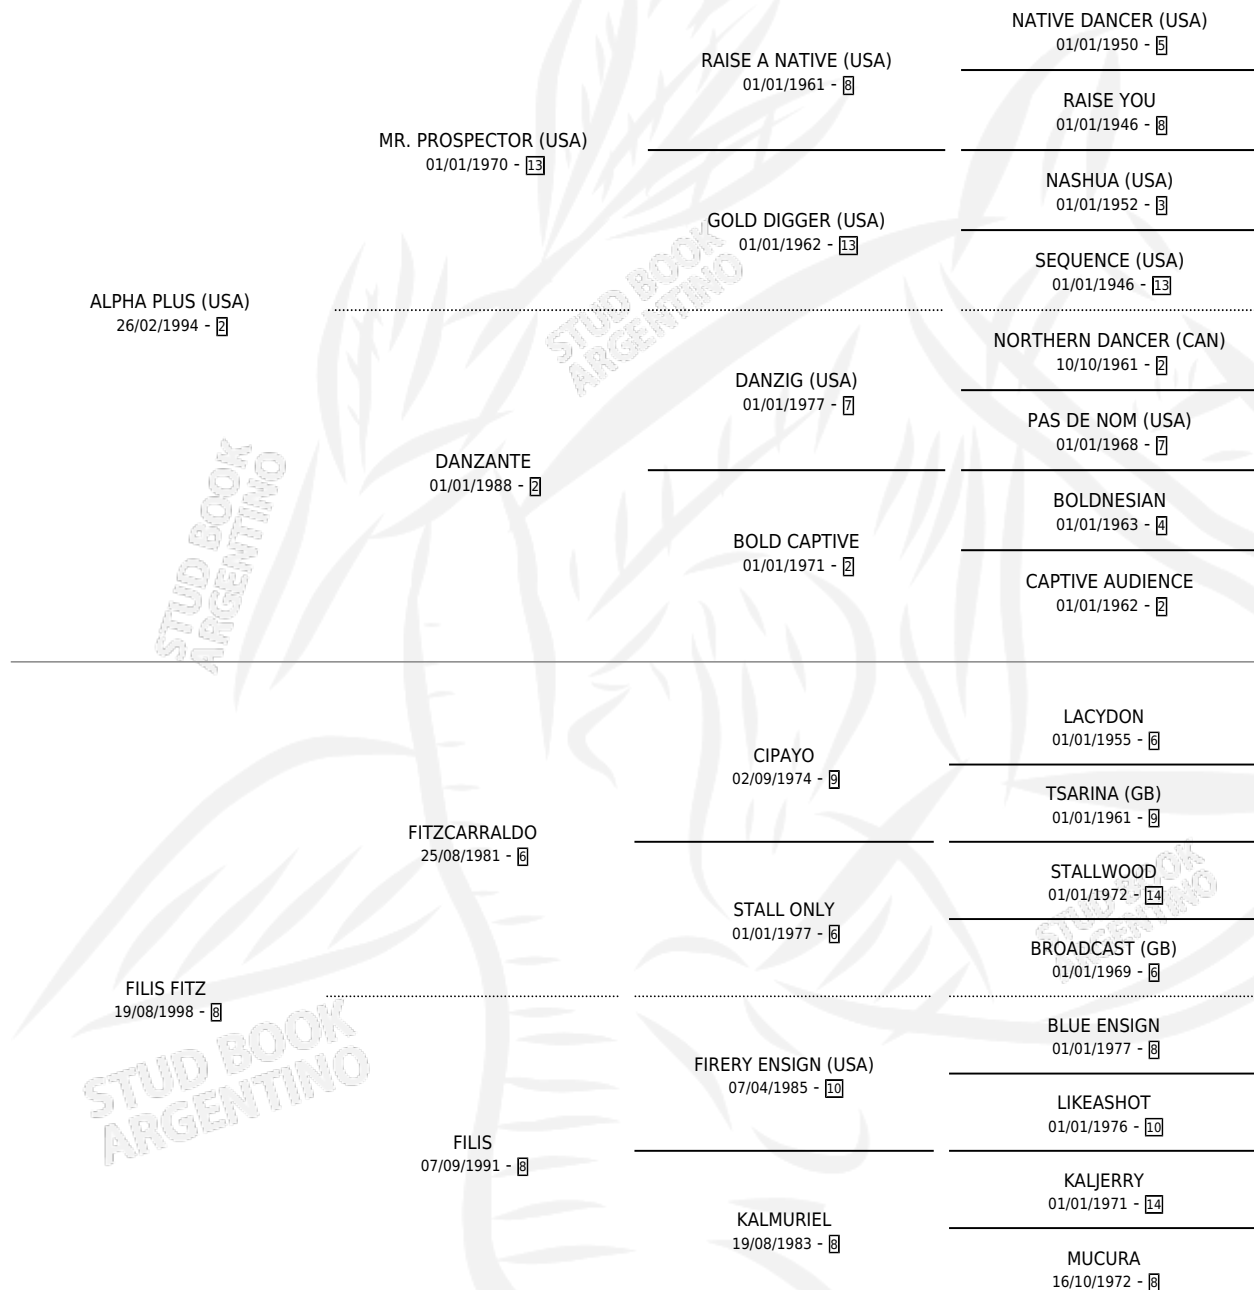 NATIVE DANCER (USA)
01/01/1950 - 5
RAISE A NATIVE (USA)
01/01/1961 - 8
RAISE YOU
01/01/1946 - 8
MR. PROSPECTOR (USA)
01/01/1970 - 13
NASHUA (USA)
01/01/1952 - 3
GOLD DIGGER (USA)
01/01/1962 - 13
SEQUENCE (USA)
01/01/1946 - 13
ALPHA PLUS (USA)
26/02/1994 - 2
STUD BOOK
ARGENTINO
NORTHERN DANCER (CAN)
10/10/1961 - 2
DANZIG (USA)
01/01/1977 - 7
PAS DE NOM (USA)
01/01/1968 - 7
DANZANTE
01/01/1988 - 2
BOLDNESIAN
01/01/1963 - 4
BOLD CAPTIVE
01/01/1971 - 2
CAPTIVE AUDIENCE
01/01/1962 - 2
STUD BOOK
ARGENTINO
LACYDON
01/01/1955 - 6
CIPAYO
02/09/1974 - 9
TSARINA (GB)
01/01/1961 - 9
FITZCARRALDO
25/08/1981 - 6
STALLWOOD
01/01/1972 - 14
STALL ONLY
01/01/1977 - 6
STUD BOOK
ARGENTINO
BROADCAST (GB)
01/01/1969 - 6
FILIS FITZ
19/08/1998 - 8
STUD BOOK
ARGENTINO
BLUE ENSIGN
01/01/1977 - 8
FIRERY ENSIGN (USA)
07/04/1985 - 10
LIKEASHOT
01/01/1976 - 10
FILIS
07/09/1991 - 8
KALJERRY
01/01/1971 - 14
KALMURIEL
19/08/1983 - 8
MUCURA
16/10/1972 - 8